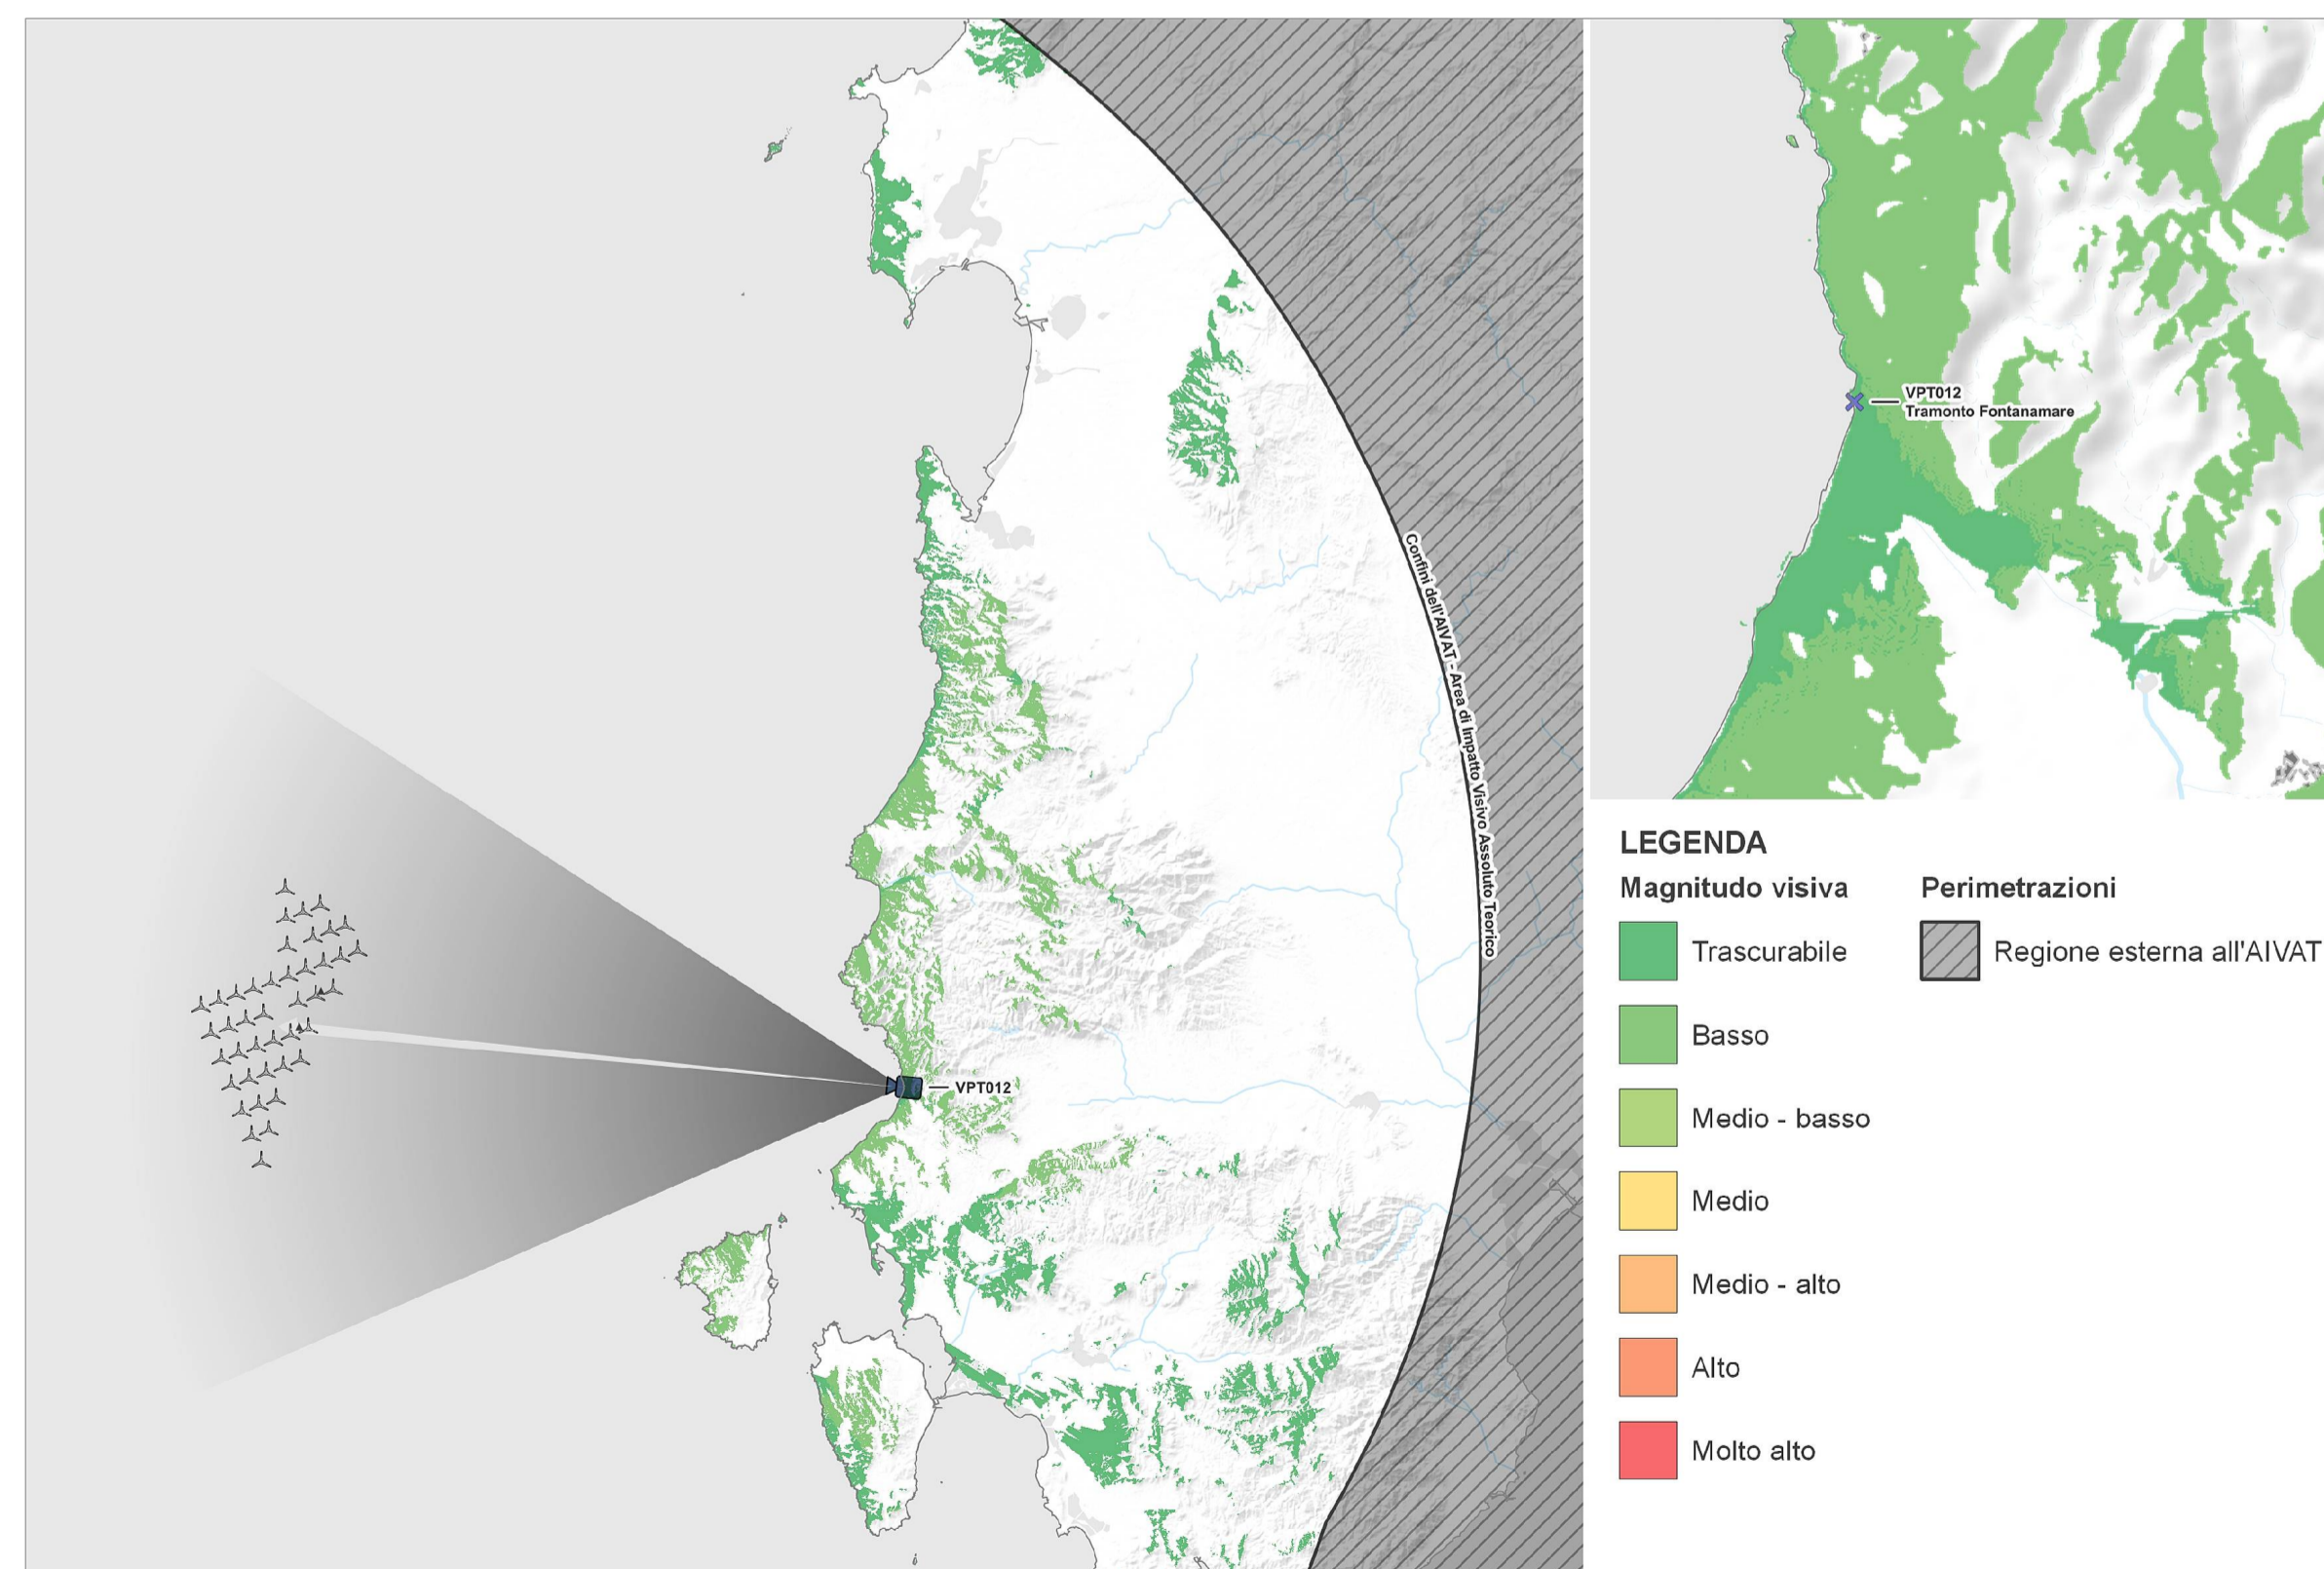 Confini dell'AIVAT - Area di Impatto Visivo Assoluto Teorico
VPT012
VPT012
Tramonto Fontanamare
LEGENDA
Magnitudo visiva
Trascurabile
Basso
Medio - basso
Medio
Medio - alto
Alto
Molto alto
Perimetrazioni
Regione esterna all'AIVAT